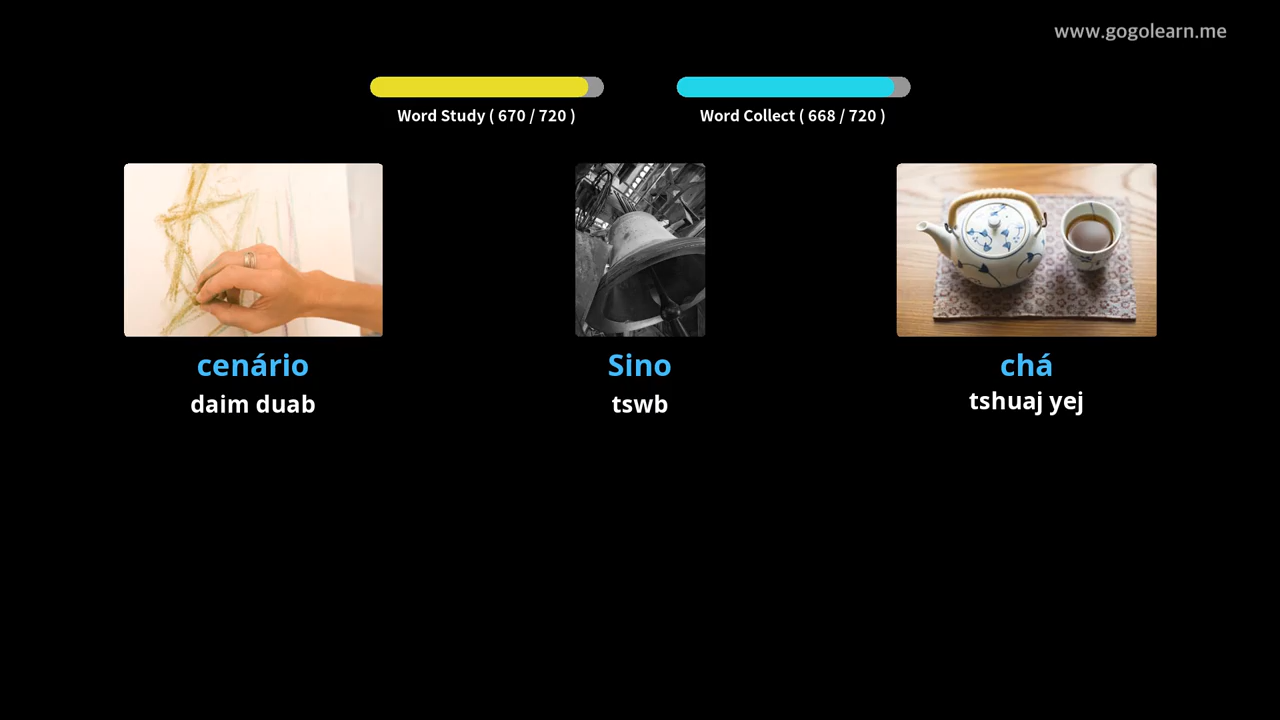 www.gogolearn.me
Word Study ( 670 / 720 )
Word Collect ( 668 / 720 )
cenário
daim duab
Sino
tswb
chá
tshuaj yej